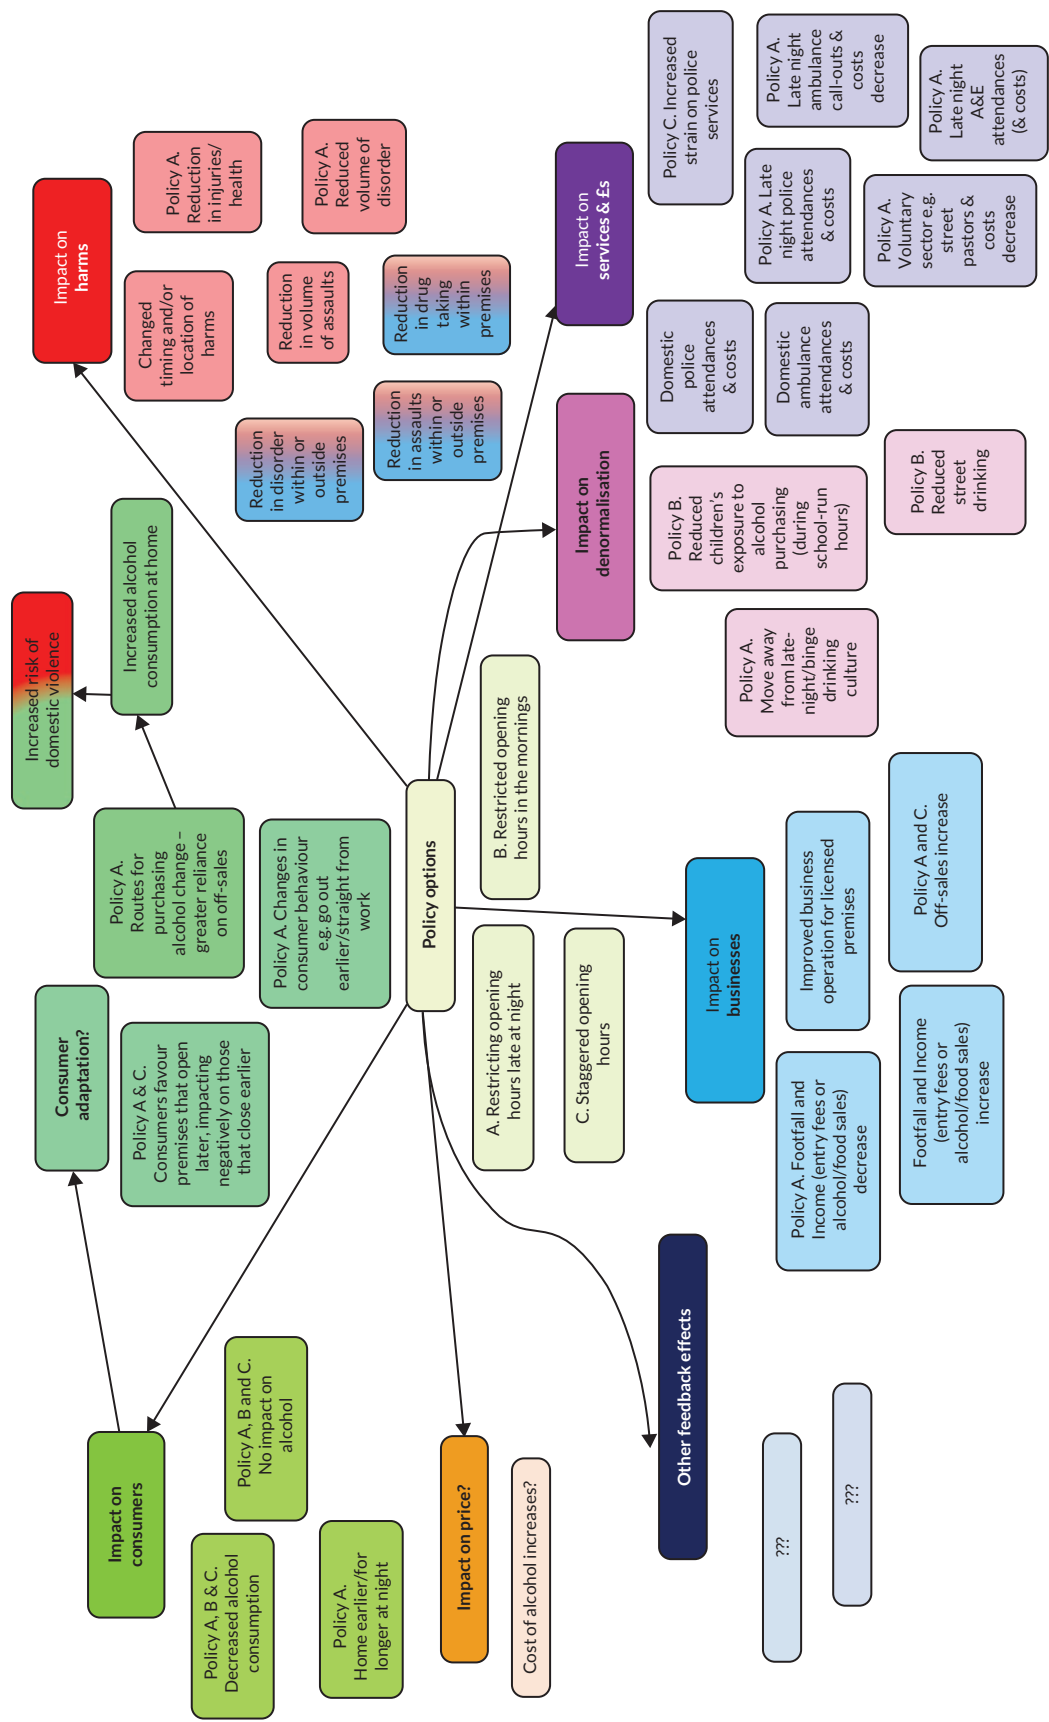 Impact on
consumers
Policy A, B & C.
Decreased alcohol
consumption
Policy A, B and C.
No impact on
alcohol
Policy A.
Home earlier/for
longer at night
Consumer
adaptation?
Policy A & C.
Consumers favour
premises that open
later, impacting
negatively on those
that close earlier
Policy A.
Routes for
purchasing
alcohol change –
greater reliance
on off-sales
Policy A. Changes in
consumer behaviour
e.g. go out
earlier/straight from
work
Increased risk of
domestic violence
Increased alcohol
consumption at home
Impact on
harms
Changed
timing and/or
location of
harms
Policy A.
Reduction
in injuries/
health
Reduction
in volume
of assaults
Policy A.
Reduced
volume of
disorder
Reduction
in disorder
within or
outside
premises
Reduction
in assaults
within or
outside
premises
Reduction
in drug
taking
within
premises
Impact on price?
Cost of alcohol increases?
Policy options
A. Restricting opening
hours late at night
B. Restricted opening
hours in the mornings
C. Staggered opening
hours
Other feedback effects
???
???
Impact on
businesses
Policy A. Footfall and
Income (entry fees or
alcohol/food sales)
decrease
Improved business
operation for licensed
premises
Footfall and Income
(entry fees or
alcohol/food sales)
increase
Policy A and C.
Off-sales increase
Impact on
denormalisation
Policy A.
Move away
from late-
night/binge
drinking
culture
Policy B.
Reduced
children’s
exposure to
alcohol
purchasing
(during
school-run
hours)
Policy B.
Reduced
street
drinking
Impact on
services & £s
Domestic
police
attendances
& costs
Policy C. Increased
strain on police
services
Domestic
ambulance
attendances
& costs
Policy A. Late
night police
attendances
& costs
Policy A.
Late night
ambulance
call-outs &
costs
decrease
Policy A.
Voluntary
sector e.g.
street
pastors &
costs
decrease
Policy A.
Late night
A&E
attendances
(& costs)